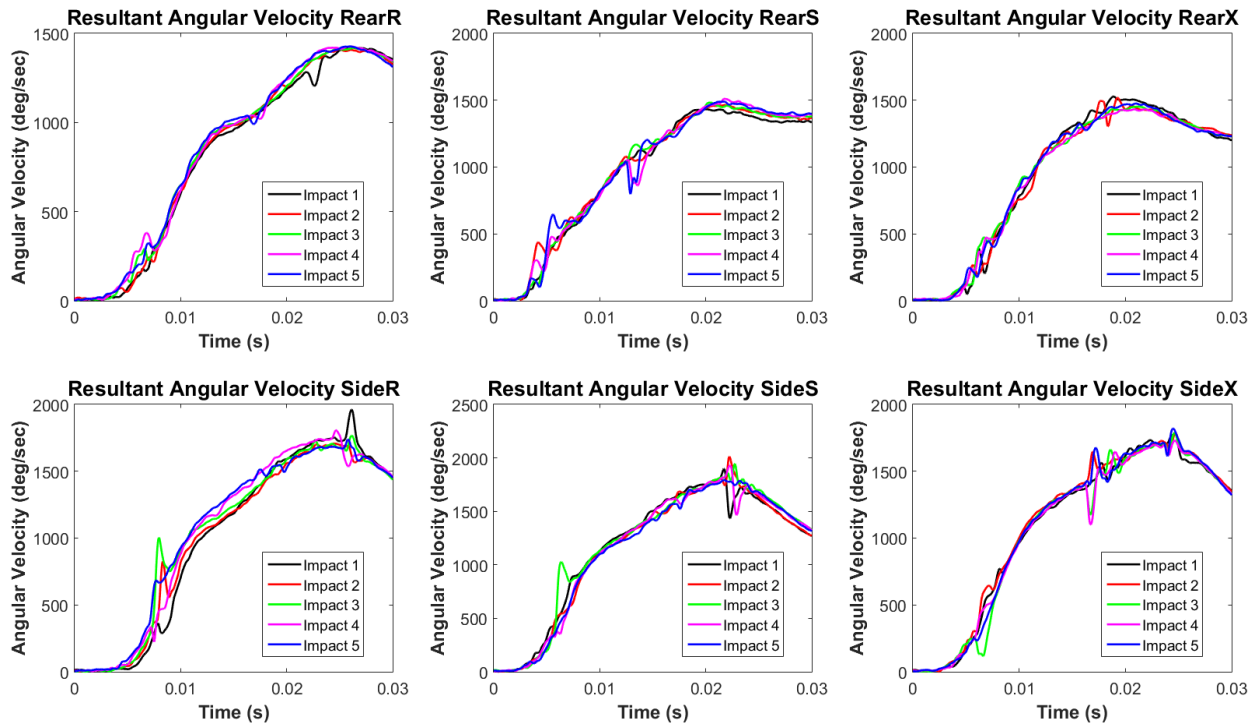 Resultant Angular Velocity RearR
1500
1000
500
0
Angular Velocity (deg/sec)
Impact 1
Impact 2
Impact 3
Impact 4
Impact 5
0 0.01 0.02 0.03
Time (s)
Resultant Angular Velocity RearS
2000
1500
1000
500
0
Angular Velocity (deg/sec)
Impact 1
Impact 2
Impact 3
Impact 4
Impact 5
0 0.01 0.02 0.03
Time (s)
Resultant Angular Velocity RearX
2000
1500
1000
500
0
Angular Velocity (deg/sec)
Impact 1
Impact 2
Impact 3
Impact 4
Impact 5
0 0.01 0.02 0.03
Time (s)
Resultant Angular Velocity SideR
2000
1500
1000
500
0
Angular Velocity (deg/sec)
Impact 1
Impact 2
Impact 3
Impact 4
Impact 5
0 0.01 0.02 0.03
Time (s)
Resultant Angular Velocity SideS
2500
2000
1500
1000
500
0
Angular Velocity (deg/sec)
Impact 1
Impact 2
Impact 3
Impact 4
Impact 5
0 0.01 0.02 0.03
Time (s)
Resultant Angular Velocity SideX
2000
1500
1000
500
0
Angular Velocity (deg/sec)
Impact 1
Impact 2
Impact 3
Impact 4
Impact 5
0 0.01 0.02 0.03
Time (s)